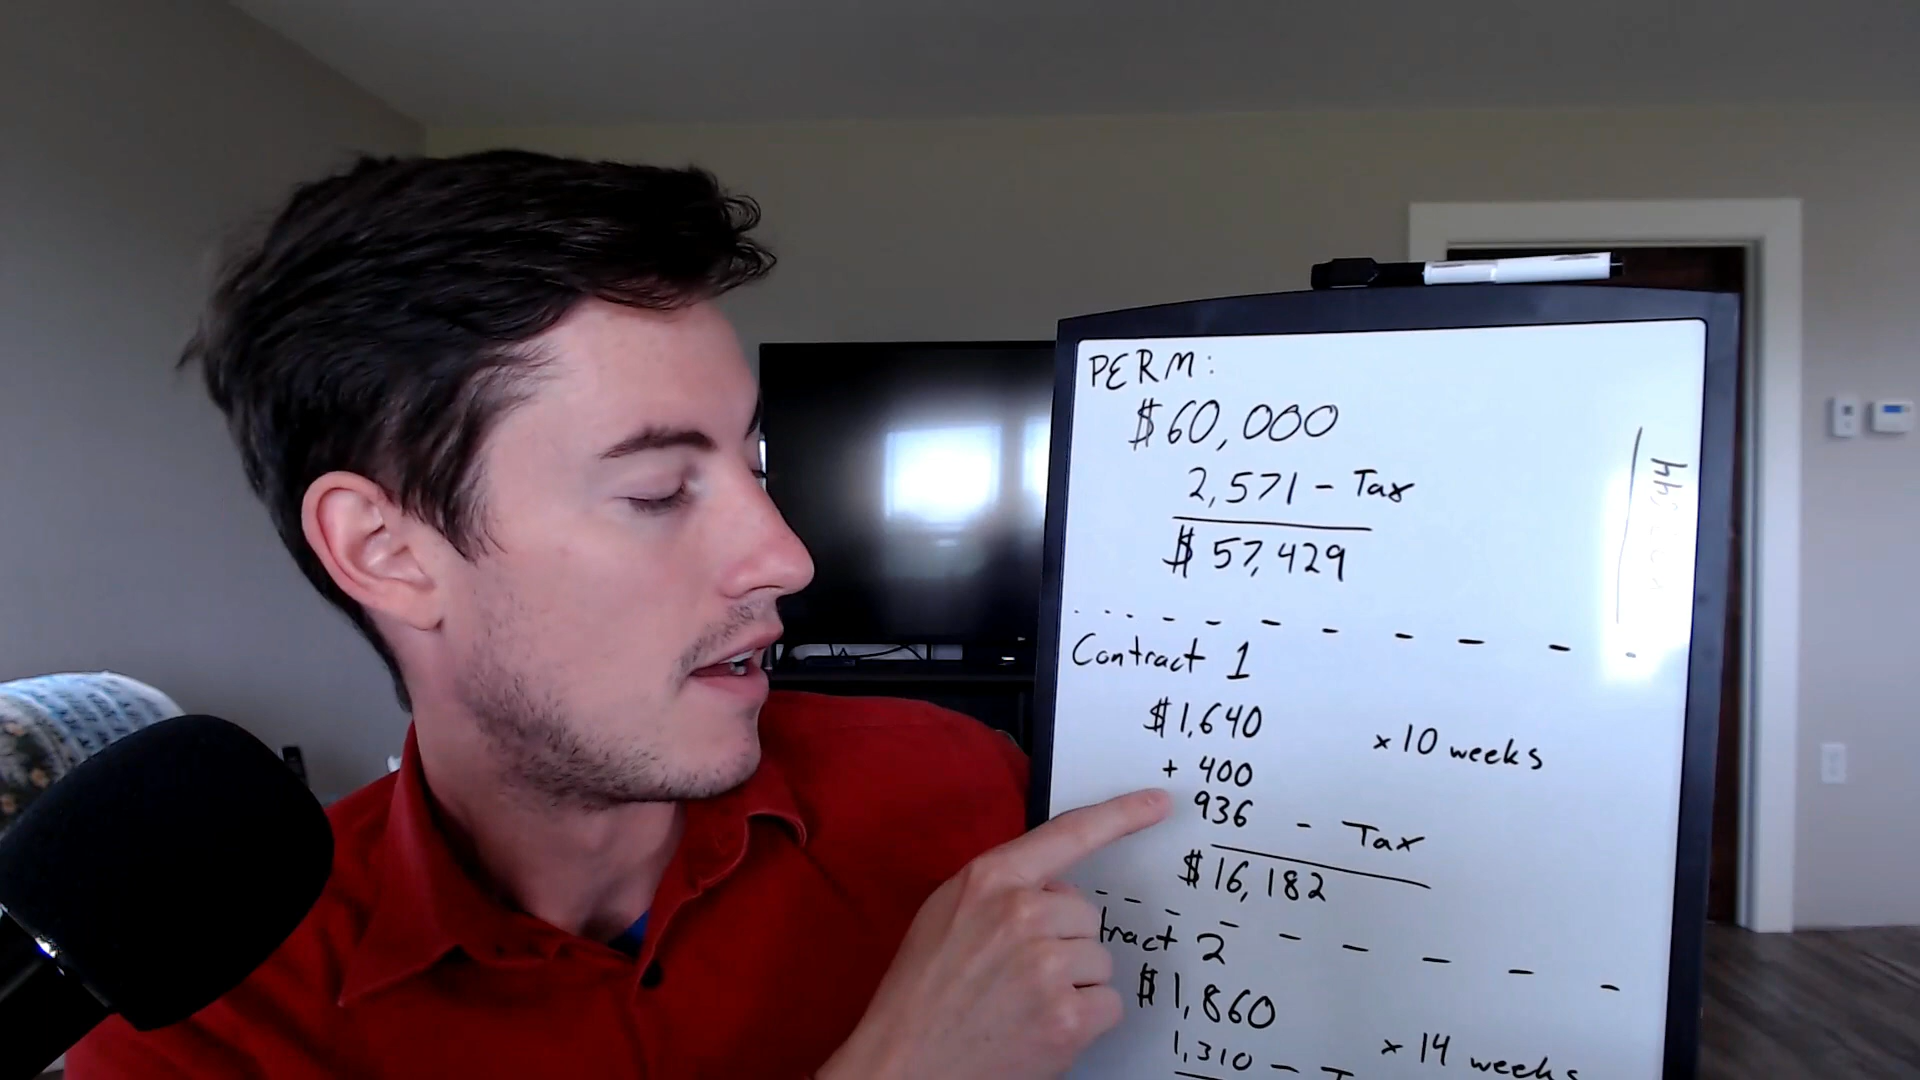 PERM:
$60,000
2,571 - Tax
$57,429
Contract 1
$1,640 x 10 weeks
+ 400
936 - Tax
$16,182
tract 2
$1,860
x 14 weeks
1,310 -